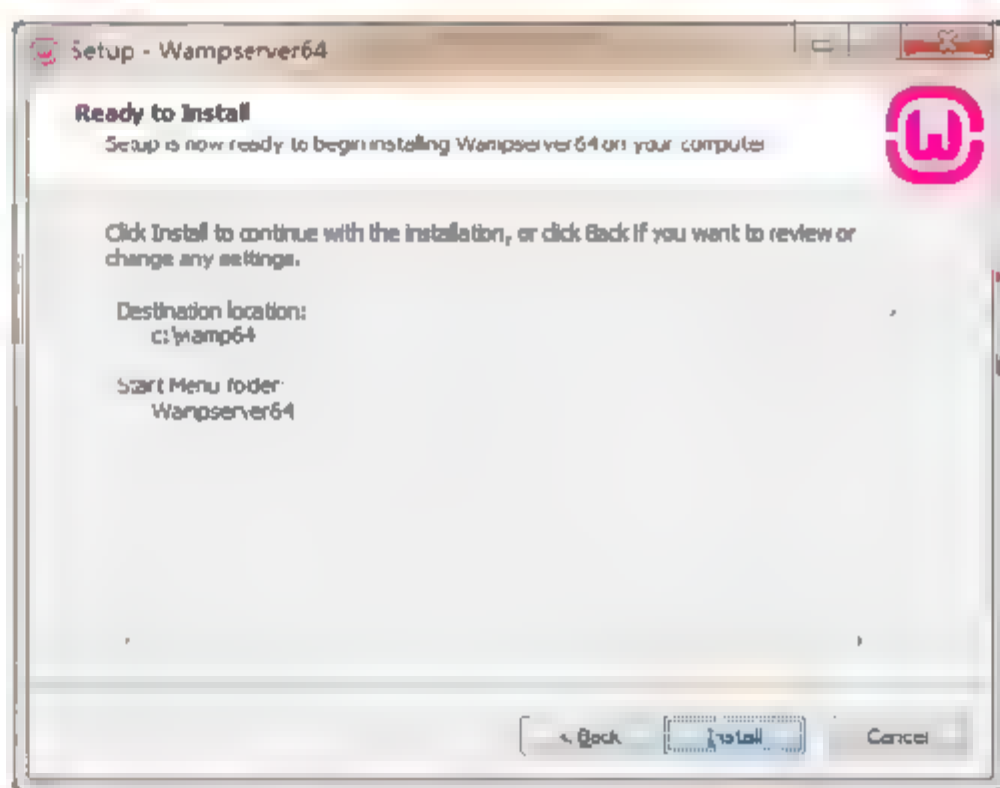 Setup - Wampserver64
Ready to Install
Setup is now ready to begin installing Wampserver64 on your computer
Click Install to continue with the installation, or click Back if you want to review or
change any settings.
Destination location:
c:\wamp64
Start Menu folder:
Wampserver64
< Back Install Cancel